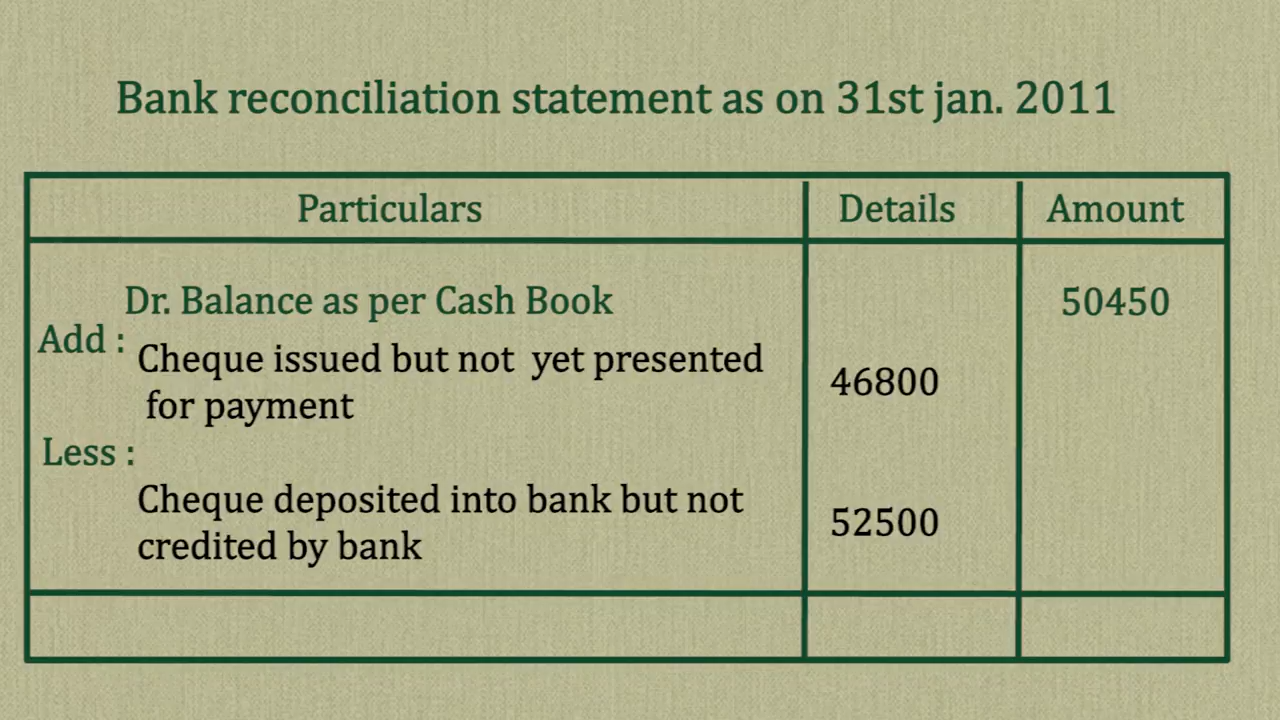 Bank reconciliation statement as on 31st jan. 2011
Particulars Details Amount
Dr. Balance as per Cash Book 50450
Add :
Cheque issued but not yet presented
for payment 46800
Less :
Cheque deposited into bank but not
credited by bank 52500